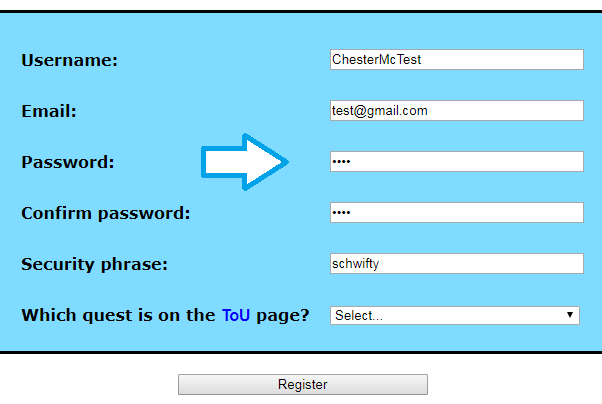 Username: ChesterMcTest
Email: test@gmail.com
Password: ••••
Confirm password: ••••
Security phrase: schwifty
Which quest is on the ToU page? Select...
Register